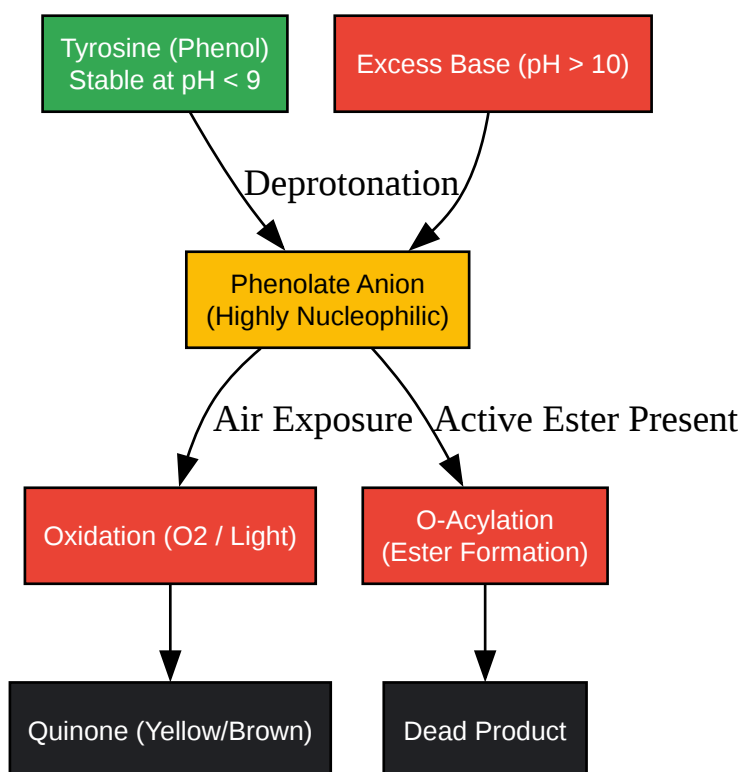 Tyrosine (Phenol)
Stable at pH < 9
Excess Base (pH > 10)
Deprotonation
Phenolate Anion
(Highly Nucleophilic)
Air Exposure
Active Ester Present
Oxidation (O2 / Light)
O-Acylation
(Ester Formation)
Quinone (Yellow/Brown)
Dead Product